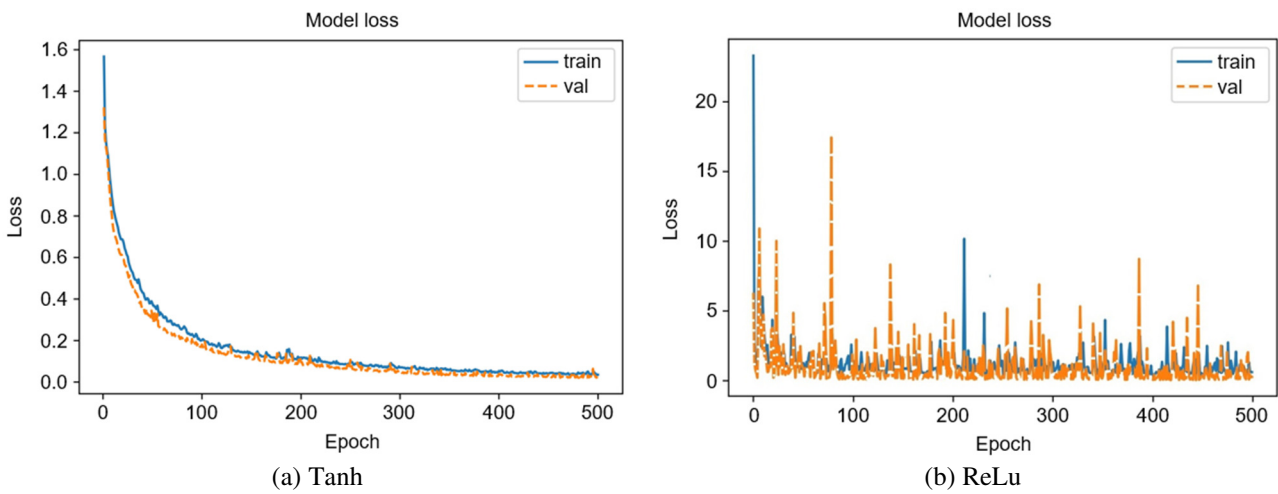 Model loss
1.6
1.4
1.2
1.0
0.8
0.6
0.4
0.2
0.0
Loss
train
val
0 100 200 300 400 500
Epoch
(a) Tanh
Model loss
20
15
10
5
0
Loss
train
val
0 100 200 300 400 500
Epoch
(b) ReLu